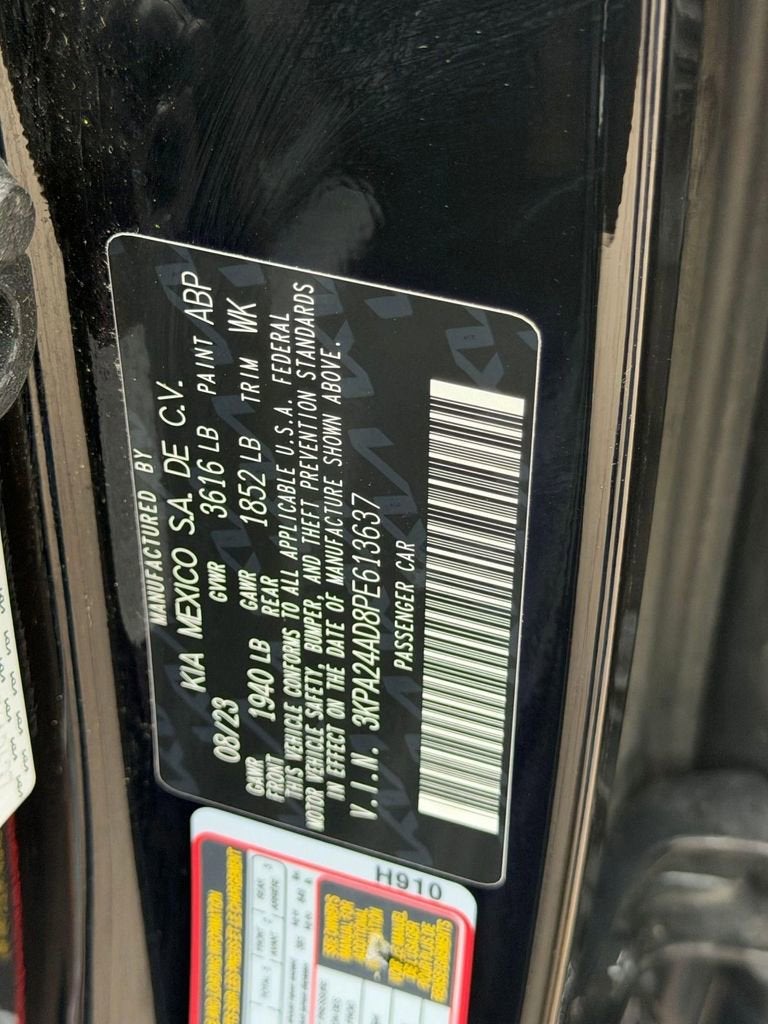 MANUFACTURED BY
KIA MEXICO S.A. DE C.V.
08/23 GVWR 3616 LB PAINT ABP
GAWR FRONT 1940 LB GAWR REAR 1852 LB TRIM WK
THIS VEHICLE CONFORMS TO ALL APPLICABLE U.S.A. FEDERAL
MOTOR VEHICLE SAFETY, BUMPER, AND THEFT PREVENTION STANDARDS
IN EFFECT ON THE DATE OF MANUFACTURE SHOWN ABOVE.
V.I.N. 3KPA24AD8PE613637
PASSENGER CAR
H910